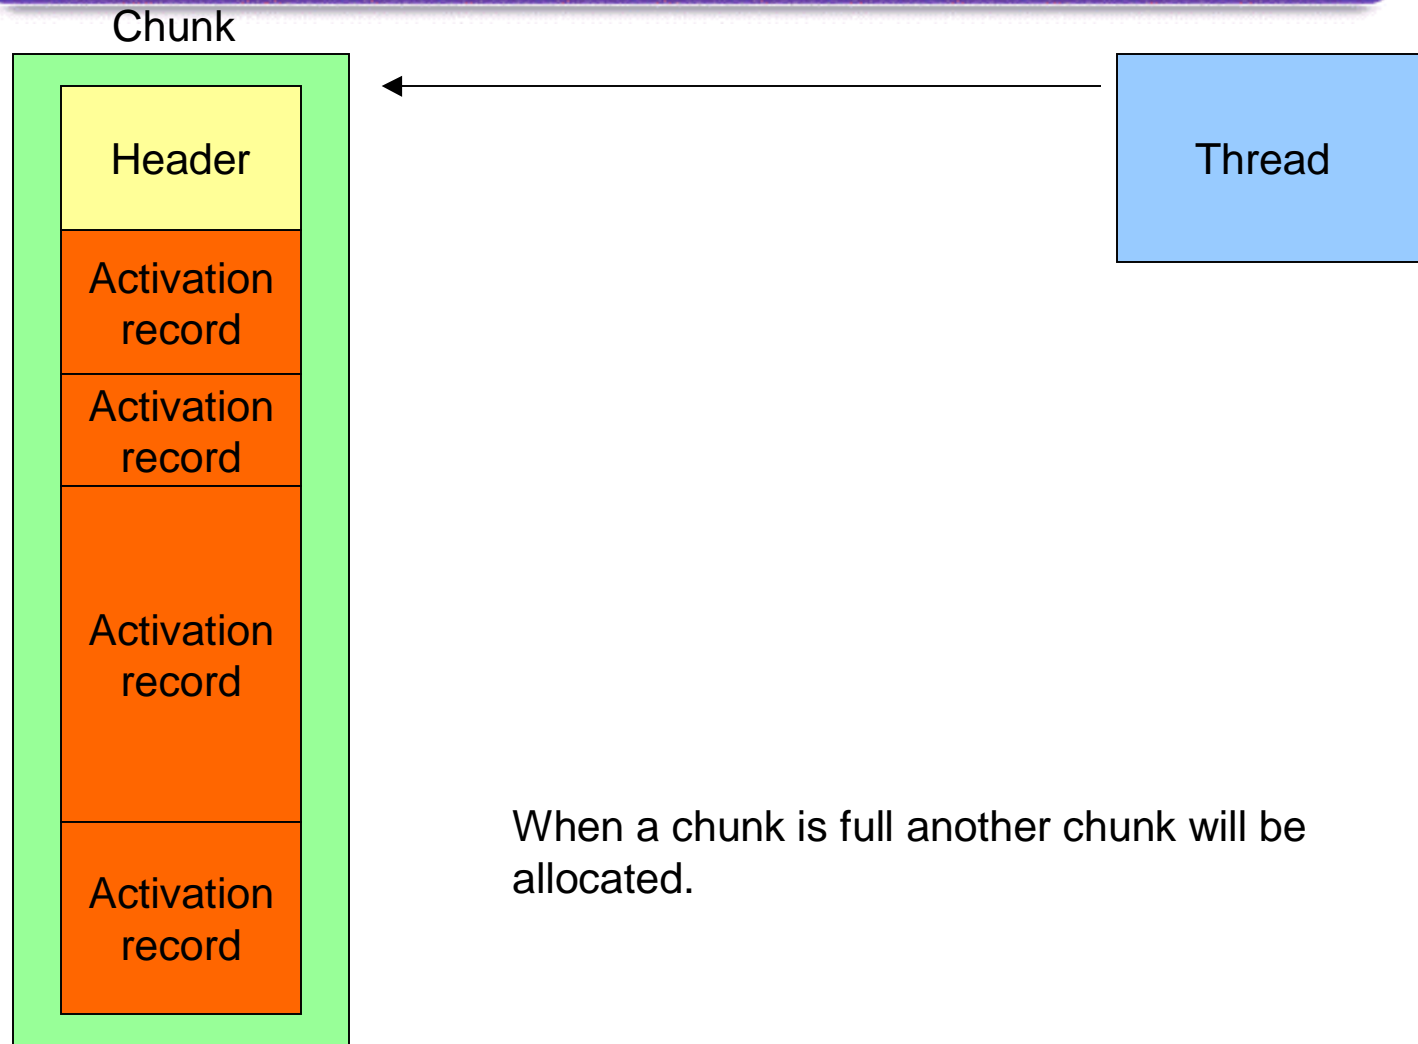 Chunk
Header
Thread
Activation
record
Activation
record
Activation
record
When a chunk is full another chunk will be
allocated.
Activation
record